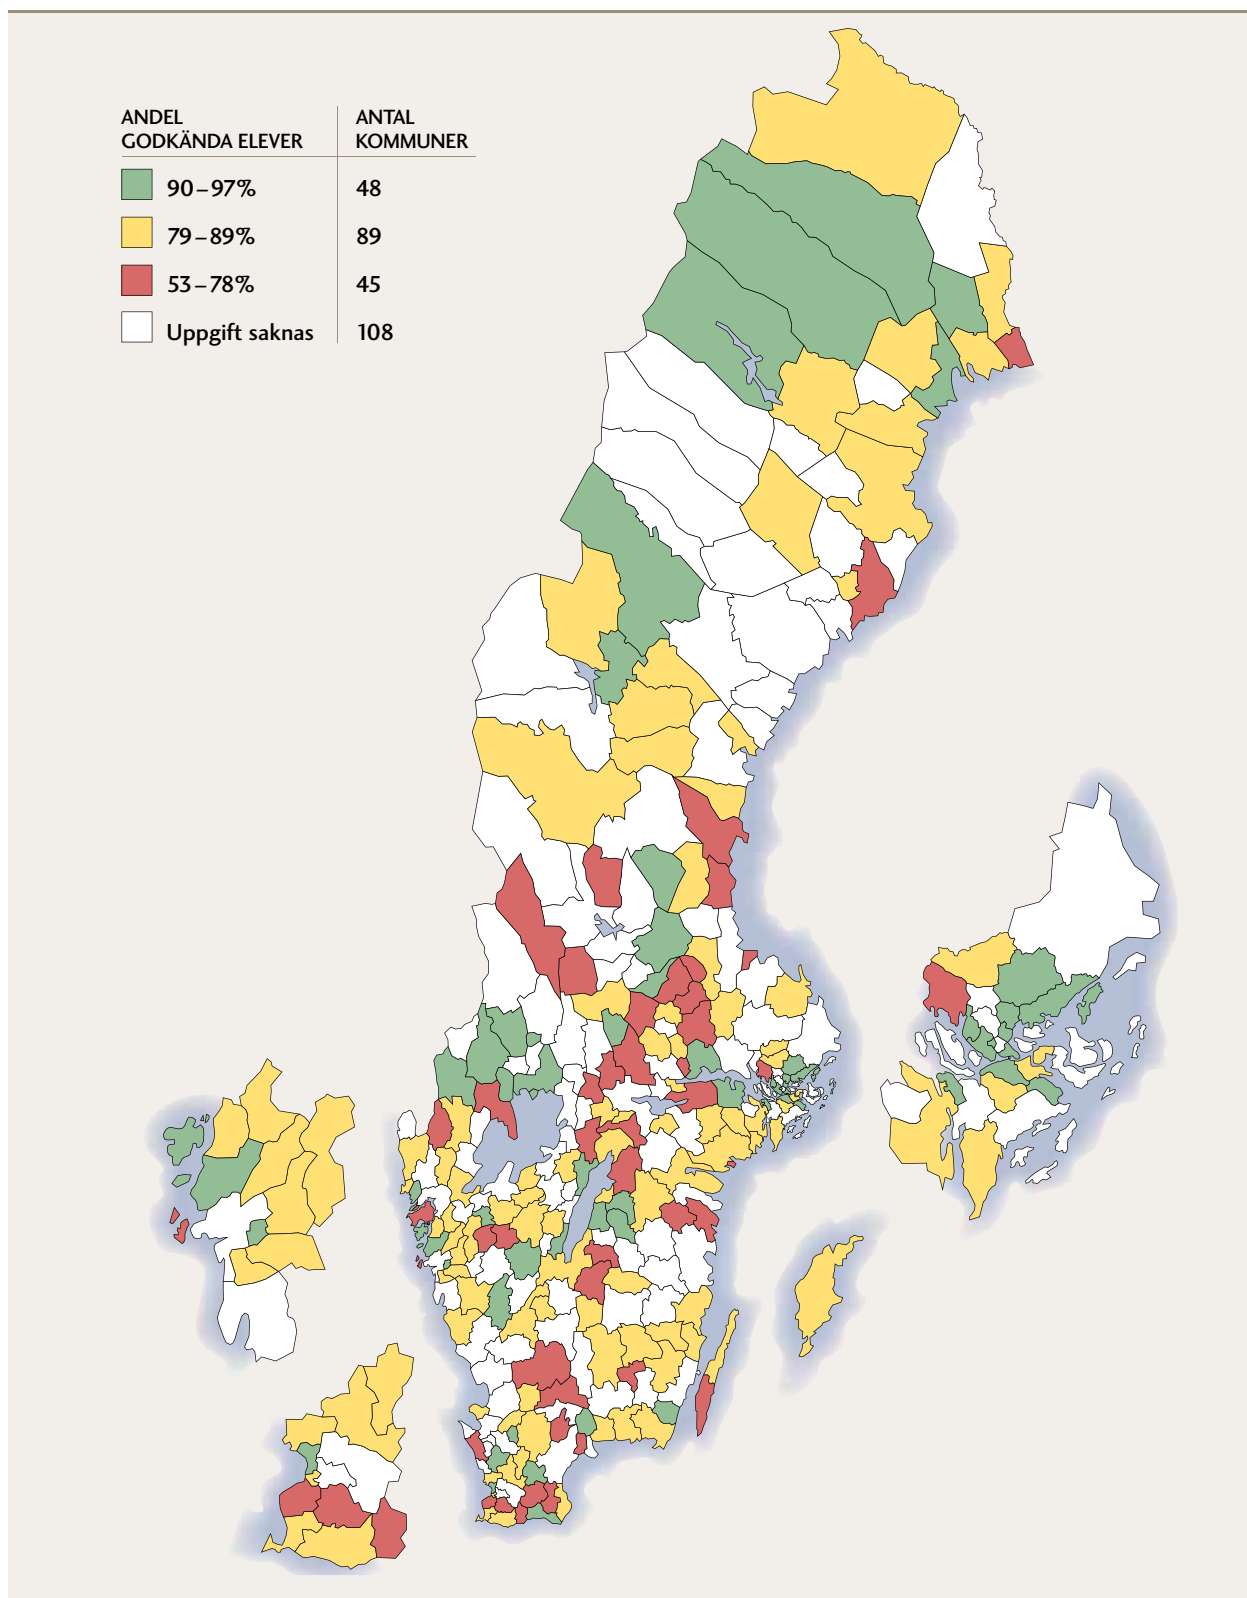 ANDEL ANTAL
GODKÄNDA ELEVER KOMMUNER
90–97% 48
79–89% 89
53–78% 45
Uppgift saknas 108